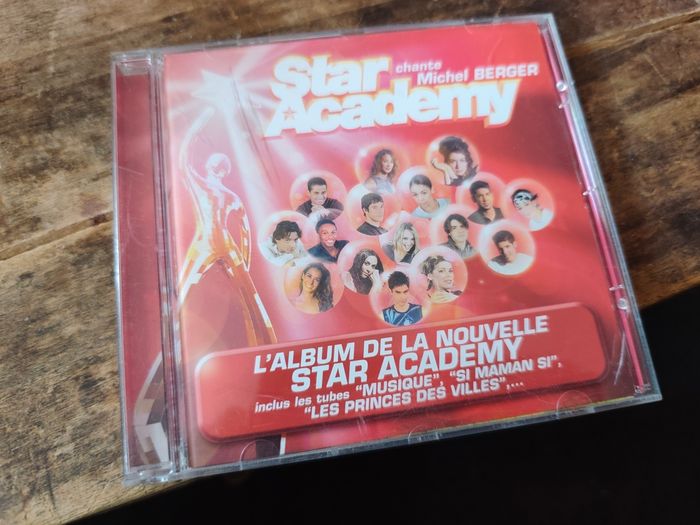 Star
Academy
chante
Michel BERGER
L'ALBUM DE LA NOUVELLE
STAR ACADEMY
inclus les tubes "MUSIQUE", "SI MAMAN SI",
"LES PRINCES DES VILLES",...